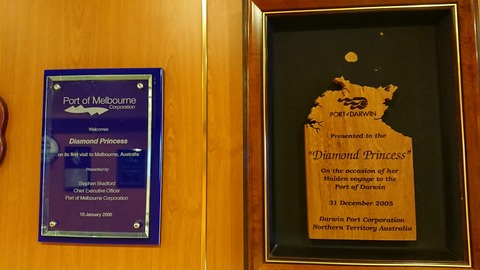 Port of Melbourne
Corporation
Welcomes
Diamond Princess
on its first visit to Melbourne, Australia
Presented by
Stephen Bradford
Chief Executive Officer
Port of Melbourne Corporation
10 January 2006
PORT of DARWIN
Presented to the
"Diamond Princess"
On the occasion of her
Maiden voyage to the
Port of Darwin
31 December 2005
Darwin Port Corporation
Northern Territory Australia